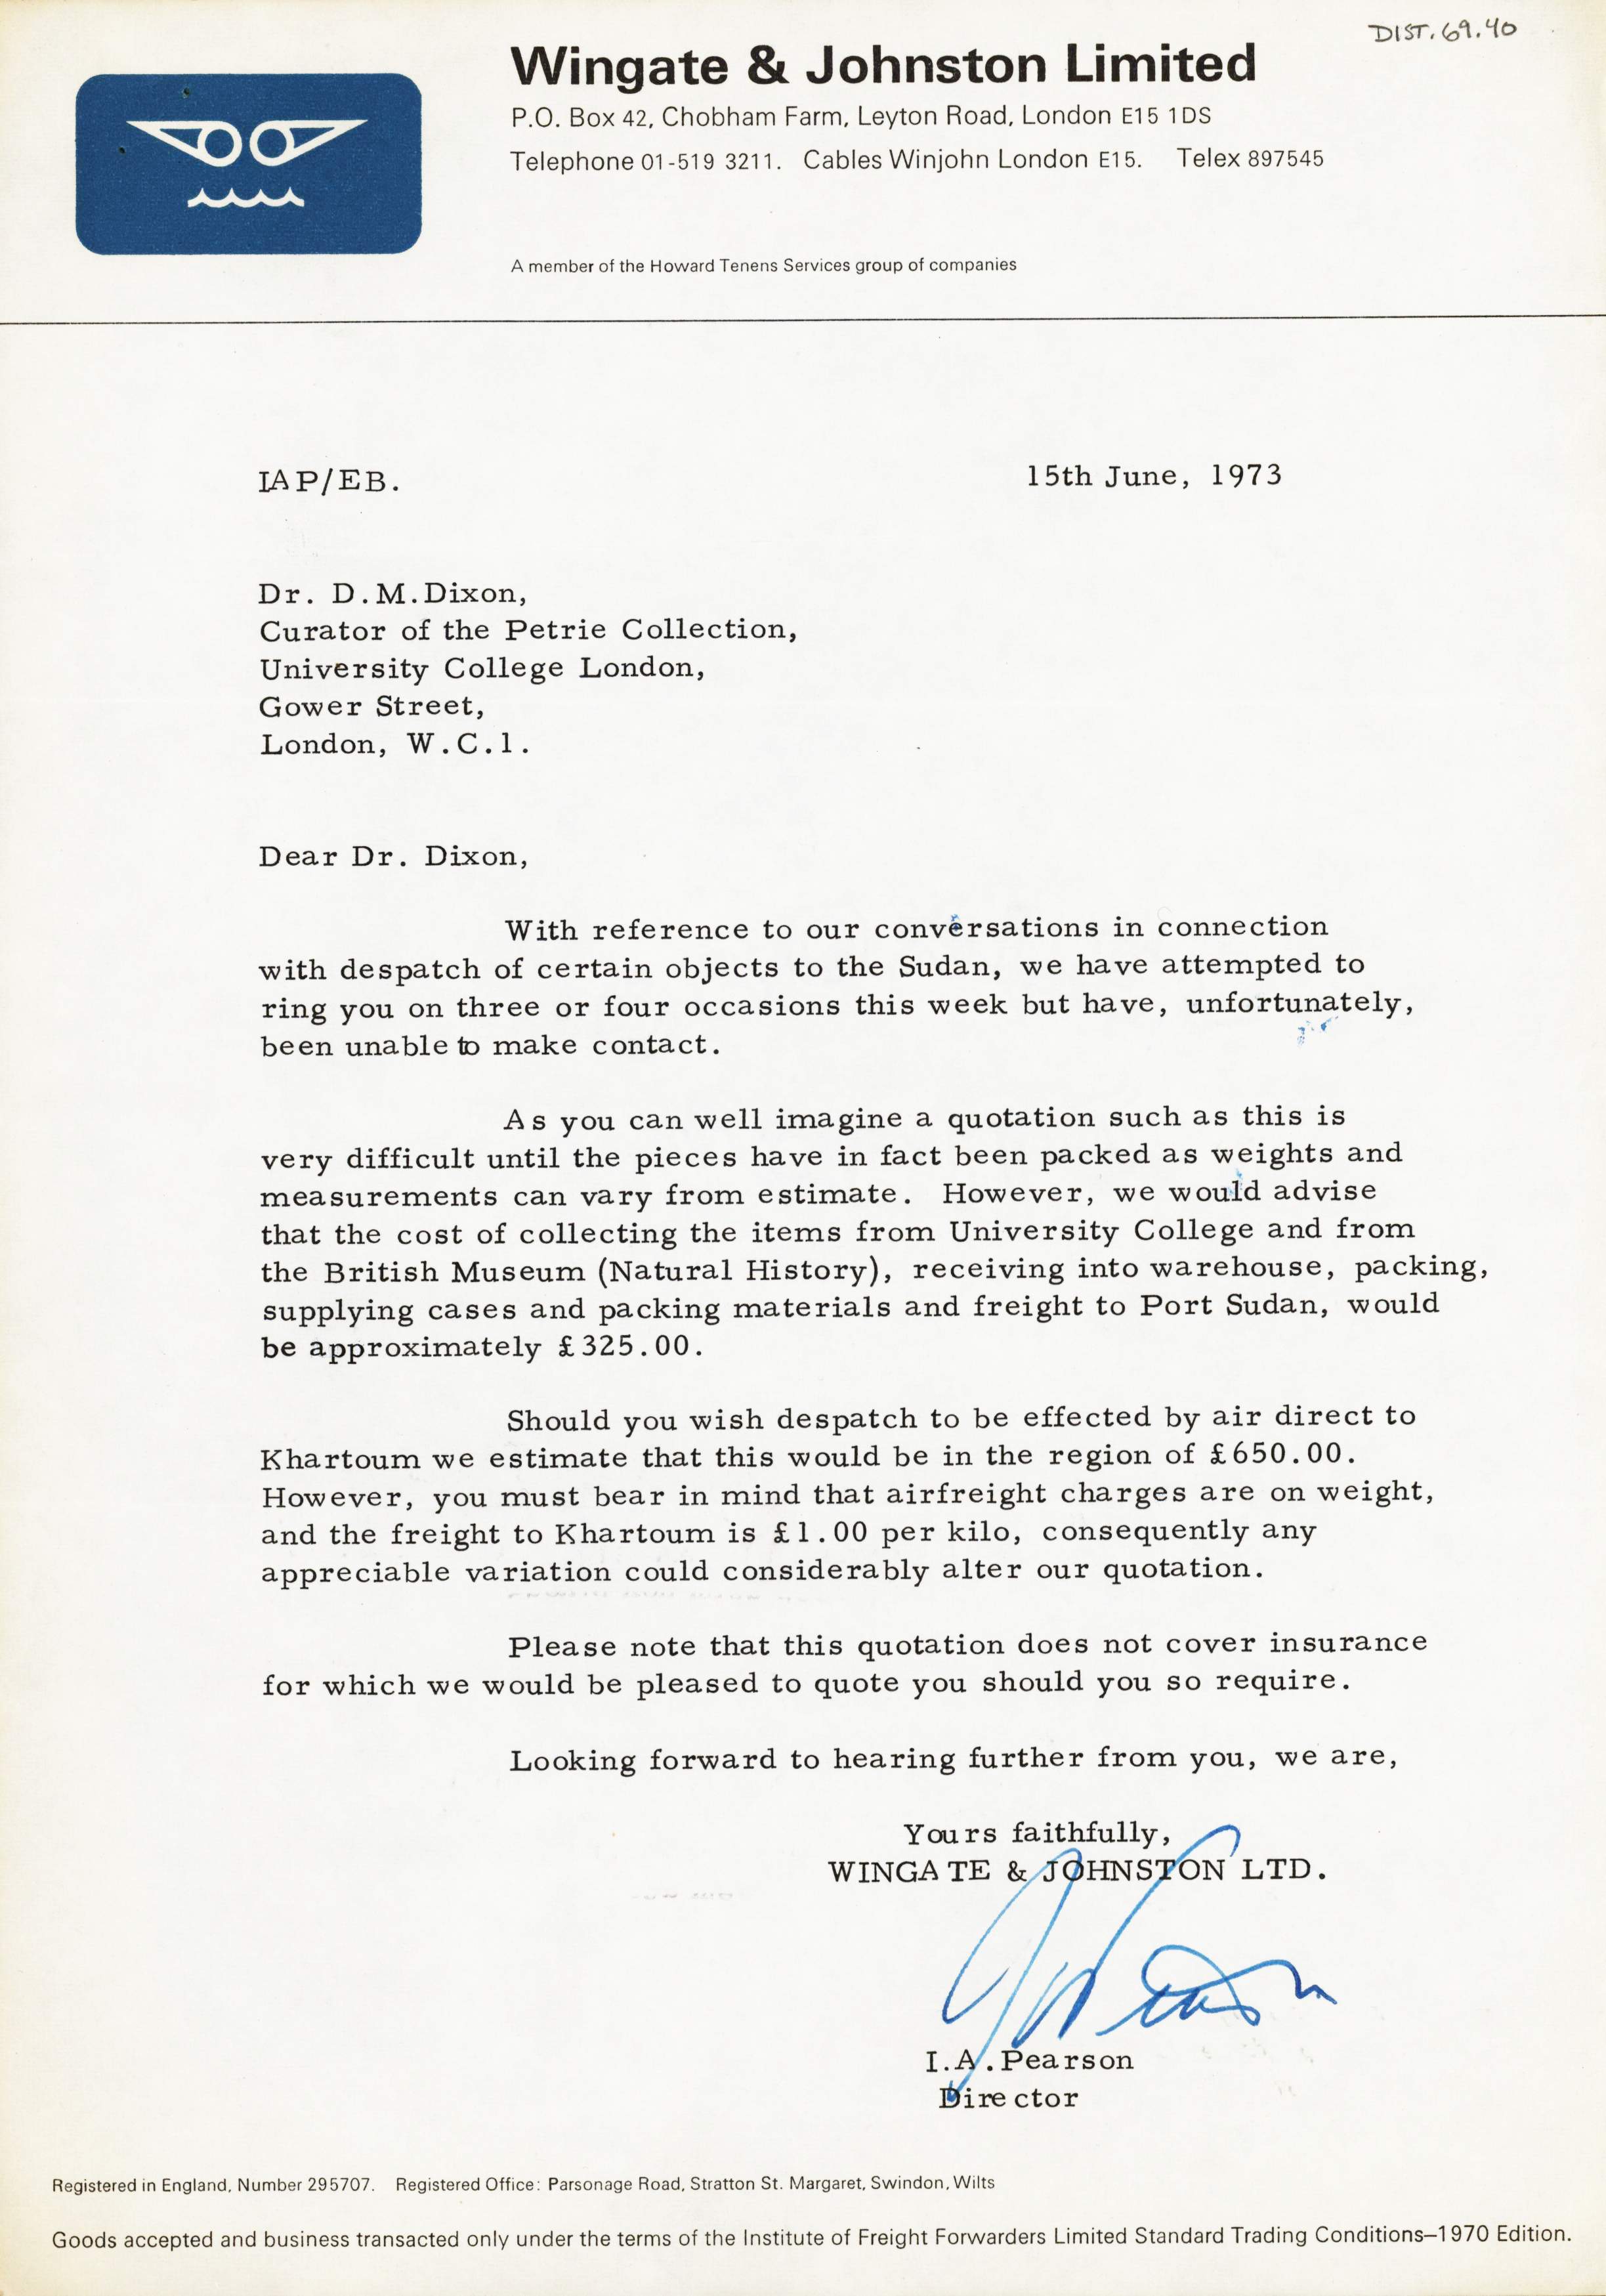 DIST.69.40
Wingate & Johnston Limited
P.O. Box 42, Chobham Farm, Leyton Road, London E15 1DS
Telephone 01-519 3211. Cables Winjohn London E15. Telex 897545
A member of the Howard Tenens Services group of companies
IAP/EB. 15th June, 1973
Dr. D.M.Dixon,
Curator of the Petrie Collection,
University College London,
Gower Street,
London, W.C.1.
Dear Dr. Dixon,
With reference to our conversations in connection
with despatch of certain objects to the Sudan, we have attempted to
ring you on three or four occasions this week but have, unfortunately,
been unable to make contact.
As you can well imagine a quotation such as this is
very difficult until the pieces have in fact been packed as weights and
measurements can vary from estimate. However, we would advise
that the cost of collecting the items from University College and from
the British Museum (Natural History), receiving into warehouse, packing,
supplying cases and packing materials and freight to Port Sudan, would
be approximately £325.00.
Should you wish despatch to be effected by air direct to
Khartoum we estimate that this would be in the region of £650.00.
However, you must bear in mind that airfreight charges are on weight,
and the freight to Khartoum is £1.00 per kilo, consequently any
appreciable variation could considerably alter our quotation.
Please note that this quotation does not cover insurance
for which we would be pleased to quote you should you so require.
Looking forward to hearing further from you, we are,
Yours faithfully,
WINGATE & JOHNSTON LTD.
I.A.Pearson
Director
Registered in England, Number 295707. Registered Office: Parsonage Road, Stratton St. Margaret, Swindon, Wilts
Goods accepted and business transacted only under the terms of the Institute of Freight Forwarders Limited Standard Trading Conditions–1970 Edition.